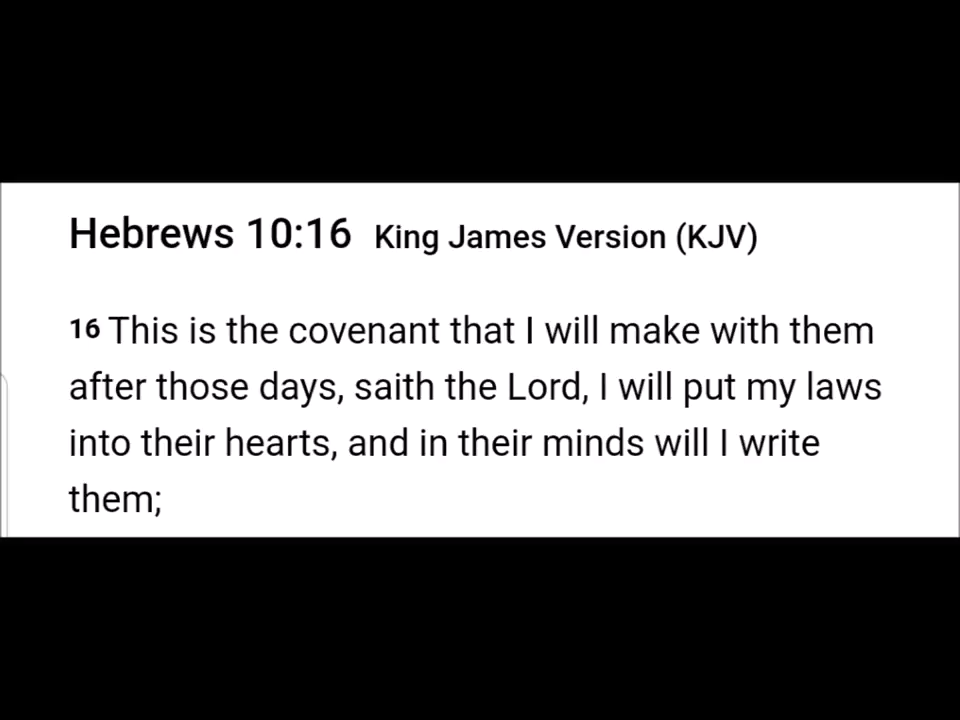 Hebrews 10:16 King James Version (KJV)
16 This is the covenant that I will make with them
after those days, saith the Lord, I will put my laws
into their hearts, and in their minds will I write
them;